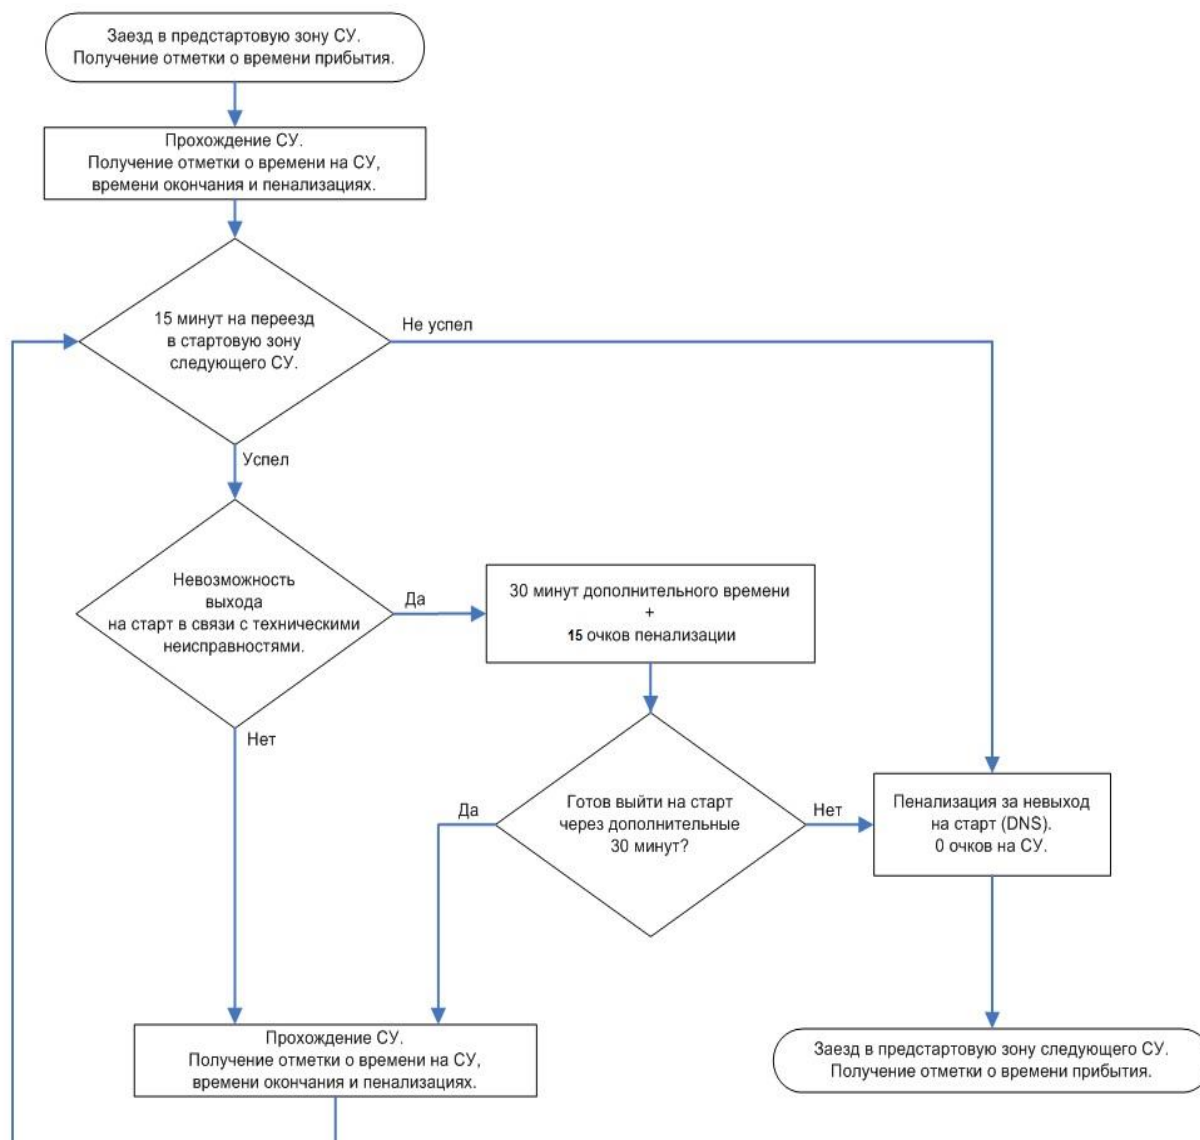 Заезд в предстартовую зону СУ.
Получение отметки о времени прибытия.
Прохождение СУ.
Получение отметки о времени на СУ,
времени окончания и пенализациях.
15 минут на переезд
в стартовую зону
следующего СУ.
Не успел
Успел
Невозможность
выхода
на старт в связи с техническими
неисправностями.
Да
30 минут дополнительного времени
+
15 очков пенализации
Нет
Готов выйти на старт
через дополнительные
30 минут?
Да
Нет
Пенализация за невыход
на старт (DNS).
0 очков на СУ.
Прохождение СУ.
Получение отметки о времени на СУ,
времени окончания и пенализациях.
Заезд в предстартовую зону следующего СУ.
Получение отметки о времени прибытия.